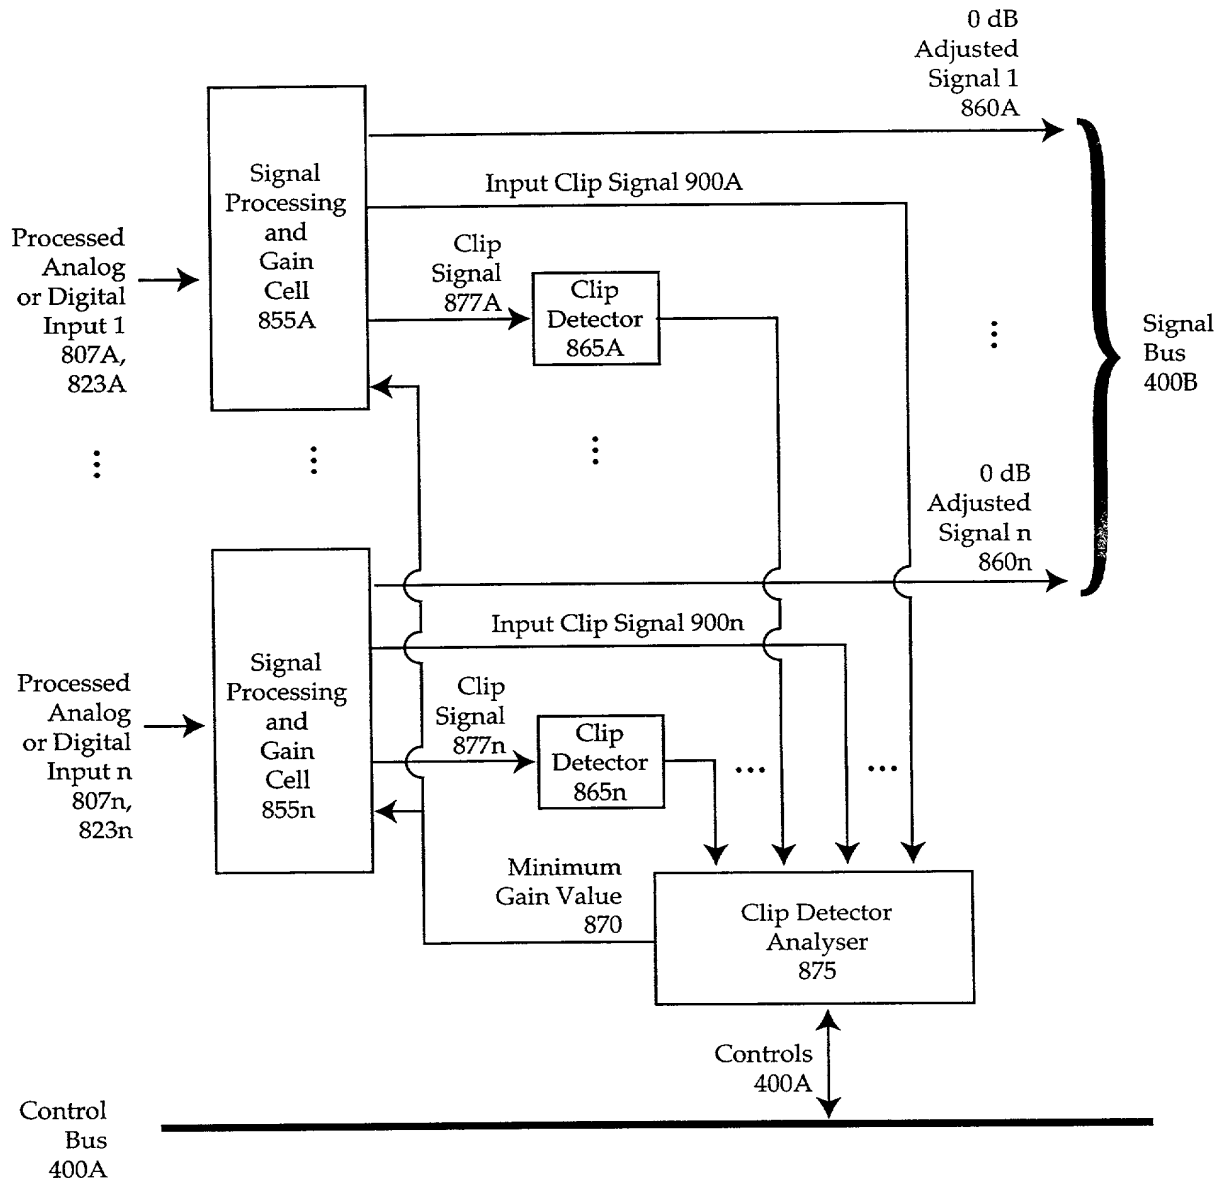 0 dB
Adjusted
Signal 1
860A
Signal
Processing
and
Gain
Cell
855A
Input Clip Signal 900A
Processed
Analog
or Digital
Input 1
807A,
823A
Clip
Signal
877A
Clip
Detector
865A
Signal
Bus
400B
0 dB
Adjusted
Signal n
860n
Signal
Processing
and
Gain
Cell
855n
Input Clip Signal 900n
Processed
Analog
or Digital
Input n
807n,
823n
Clip
Signal
877n
Clip
Detector
865n
Minimum
Gain Value
870
Clip Detector
Analyser
875
Controls
400A
Control
Bus
400A